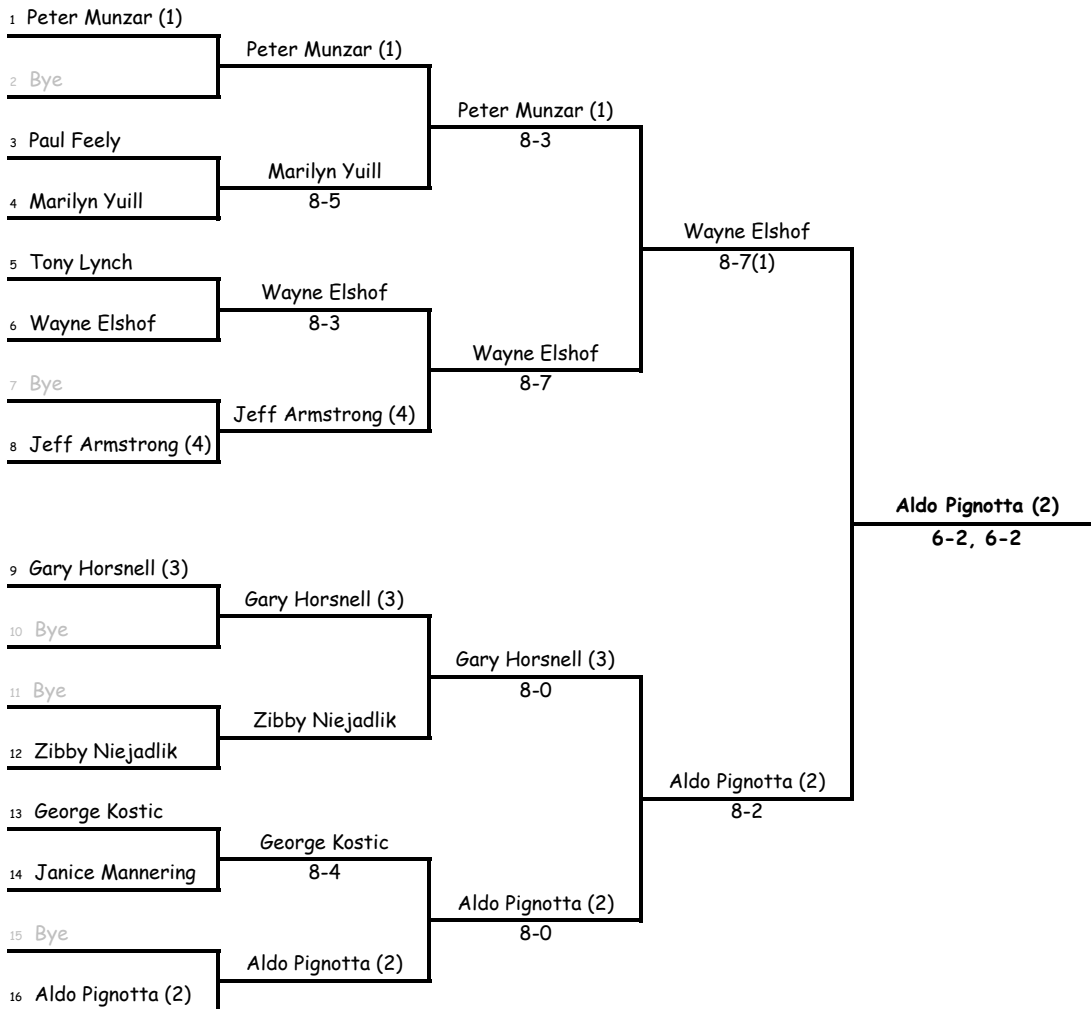 1 Peter Munzar (1)
Peter Munzar (1)
2 Bye
Peter Munzar (1)
8-3
3 Paul Feely
Marilyn Yuill
8-5
4 Marilyn Yuill
Wayne Elshof
8-7(1)
5 Tony Lynch
Wayne Elshof
8-3
6 Wayne Elshof
Wayne Elshof
8-7
7 Bye
Jeff Armstrong (4)
8 Jeff Armstrong (4)
Aldo Pignotta (2)
6-2, 6-2
9 Gary Horsnell (3)
Gary Horsnell (3)
10 Bye
Gary Horsnell (3)
8-0
11 Bye
Zibby Niejadlik
12 Zibby Niejadlik
Aldo Pignotta (2)
8-2
13 George Kostic
George Kostic
8-4
14 Janice Mannering
Aldo Pignotta (2)
8-0
15 Bye
Aldo Pignotta (2)
16 Aldo Pignotta (2)